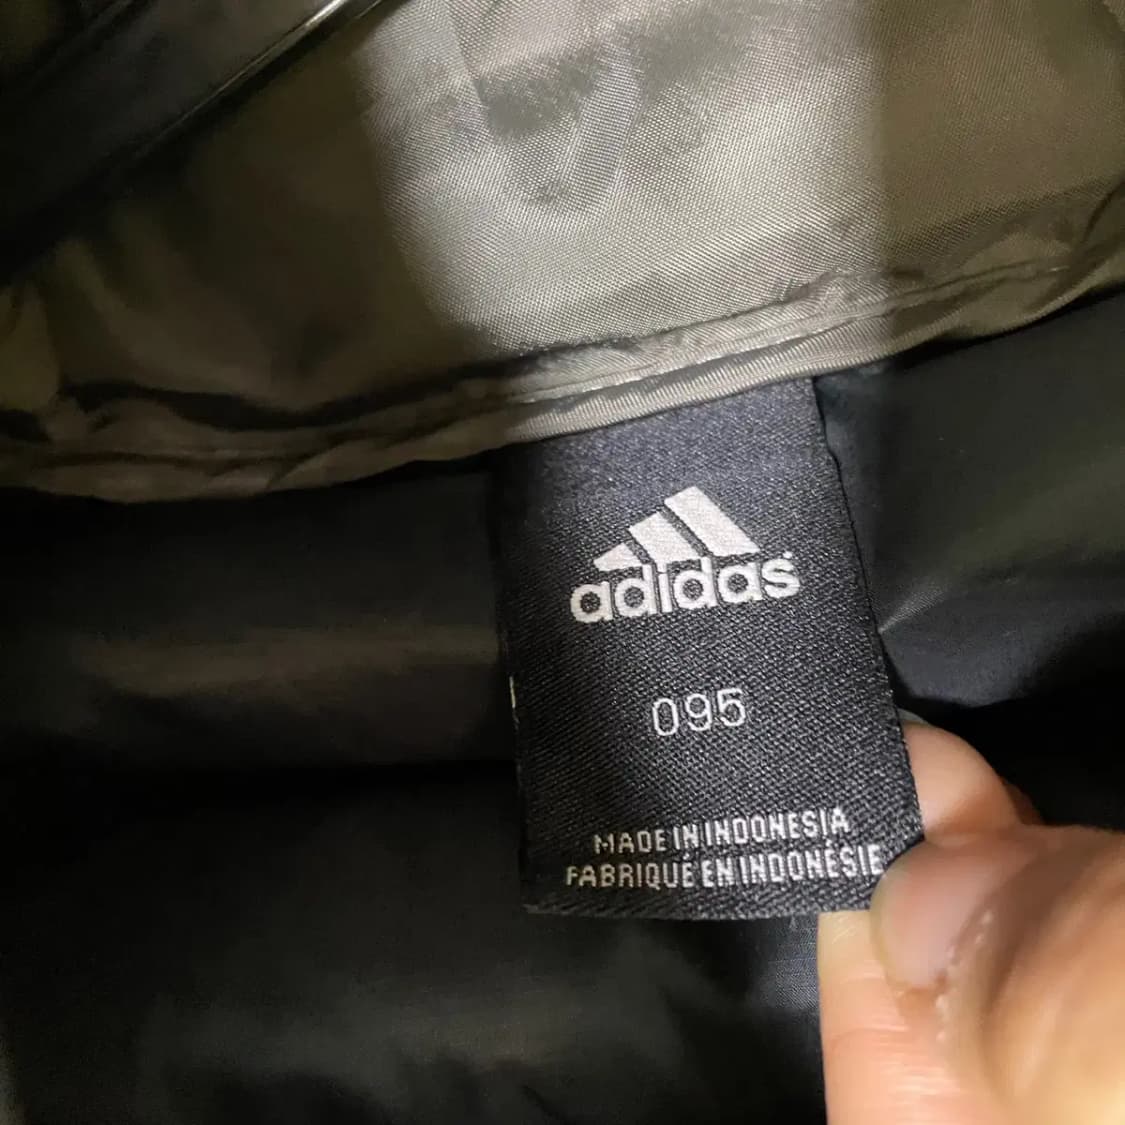 adidas
095
MADE IN INDONESIA
FABRIQUÉ EN INDONÉSIE